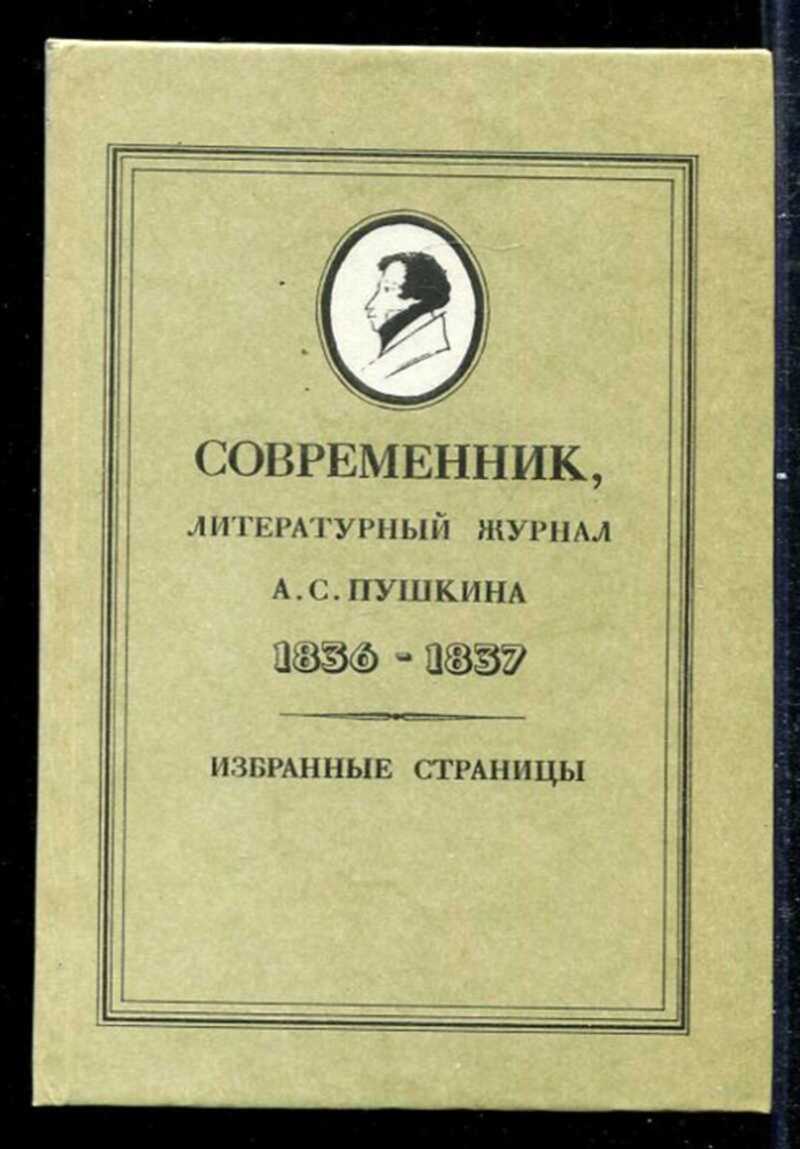 СОВРЕМЕННИК,
ЛИТЕРАТУРНЫЙ ЖУРНАЛ
А.С.ПУШКИНА
1836 - 1837
ИЗБРАННЫЕ СТРАНИЦЫ